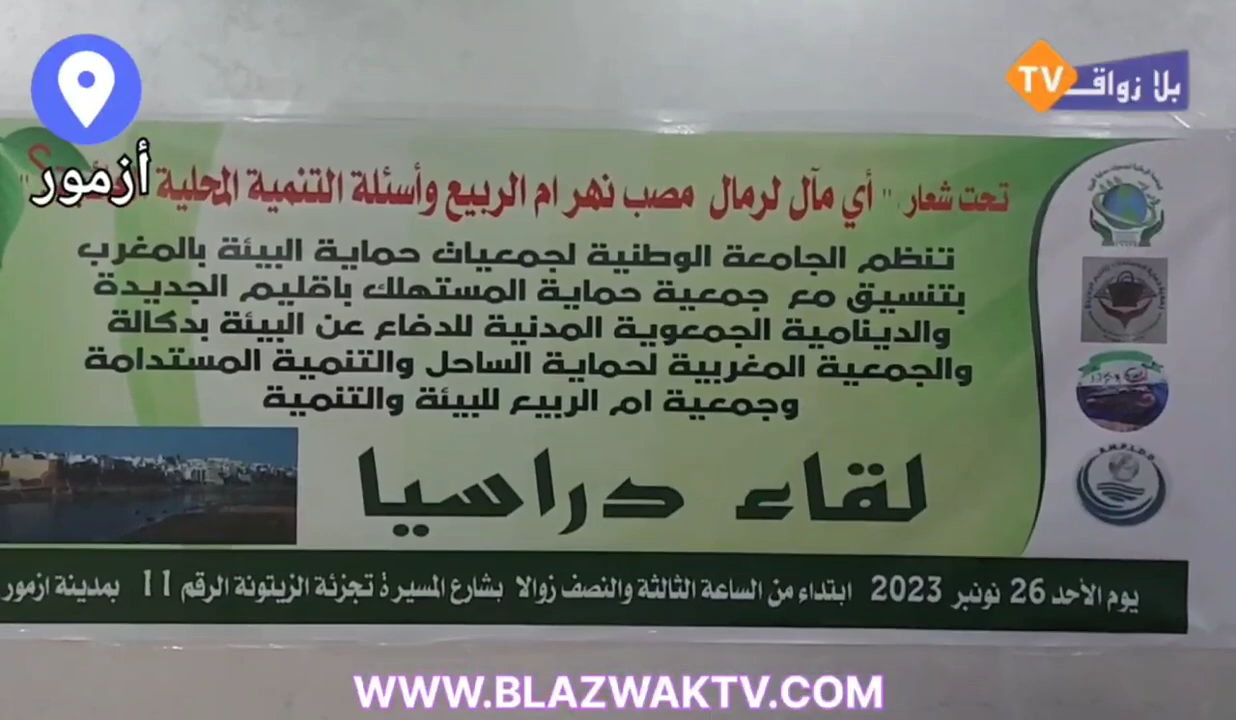 TV بلا زواق
أزمور
تحت شعار " أي مآل لرمال مصب نهر ام الربيع وأسئلة التنمية المحلية
تنظم الجامعة الوطنية لجمعيات حماية البيئة بالمغرب
بتنسيق مع جمعية حماية المستهلك باقليم الجديدة
والدينامية الجمعوية المدنية للدفاع عن البيئة بدكالة
والجمعية المغربية لحماية الساحل والتنمية المستدامة
وجمعية ام الربيع للبيئة والتنمية
لقاء دراسيا
يوم الأحد 26 نونبر 2023 ابتداء من الساعة الثالثة والنصف زوالا بشارع المسيرة تجزئة الزيتونة الرقم 11 بمدينة ازمور
WWW.BLAZWAKTV.COM